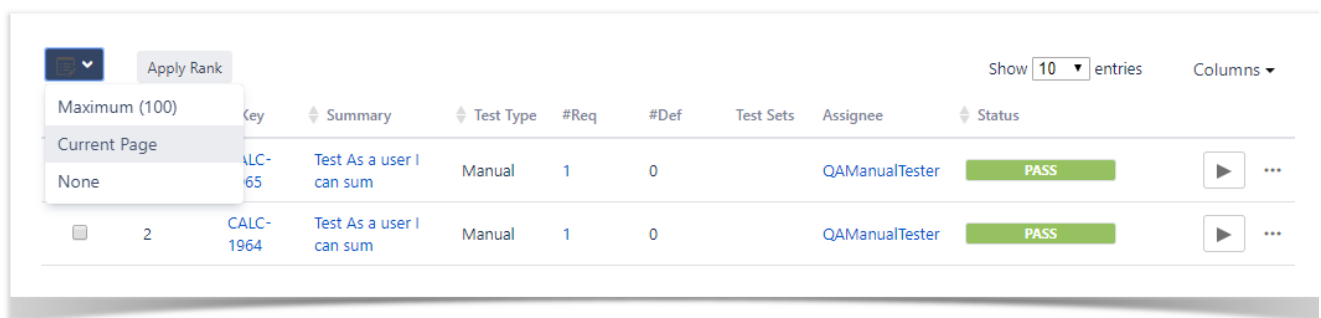 Apply Rank
Show 10 entries
Columns
Maximum (100)
Current Page
None
Key
Summary
Test Type
#Req
#Def
Test Sets
Assignee
Status
Test As a user I
can sum
Manual
1
0
QAManualTester
PASS
2
CALC-
1964
Test As a user I
can sum
Manual
1
0
QAManualTester
PASS